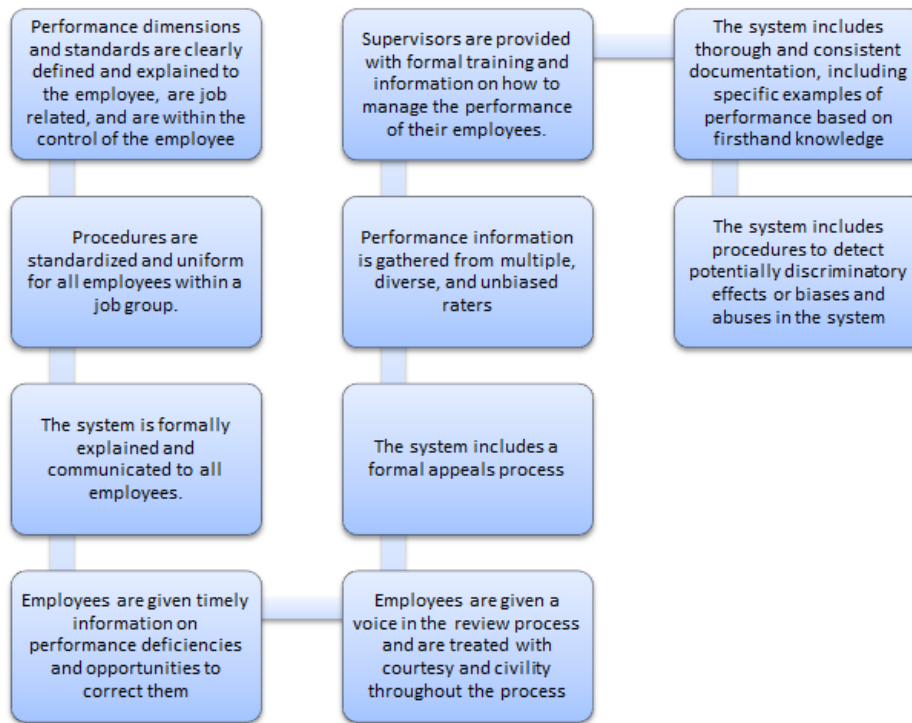 Performance dimensions
and standards are clearly
defined and explained to
the employee, are job
related, and are within the
control of the employee
Procedures are
standardized and uniform
for all employees within a
job group.
The system is formally
explained and
communicated to all
employees.
Employees are given timely
information on
performance deficiencies
and opportunities to
correct them
Employees are given a
voice in the review process
and are treated with
courtesy and civility
throughout the process
The system includes a
formal appeals process
Performance information
is gathered from multiple,
diverse, and unbiased
raters
Supervisors are provided
with formal training and
information on how to
manage the performance
of their employees.
The system includes
thorough and consistent
documentation, including
specific examples of
performance based on
firsthand knowledge
The system includes
procedures to detect
potentially discriminatory
effects or biases and
abuses in the system